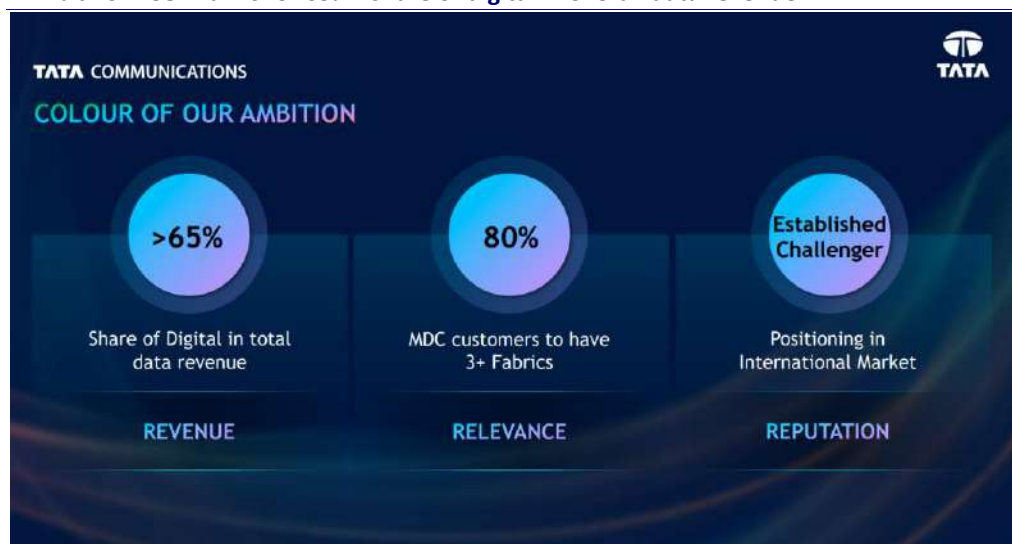 TATA COMMUNICATIONS
TATA
COLOUR OF OUR AMBITION
>65%
Share of Digital in total
data revenue
REVENUE
80%
MDC customers to have
3+ Fabrics
RELEVANCE
Established
Challenger
Positioning in
International Market
REPUTATION